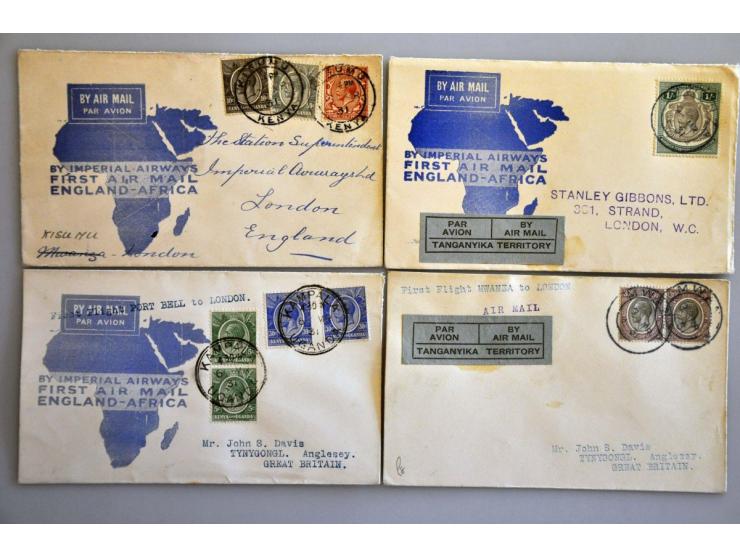 BY AIR MAIL
PAR AVION
BY IMPERIAL AIRWAYS
FIRST AIR MAIL
ENGLAND-AFRICA
KENYA
KENYA
The Station Superintendent
Imperial Airways Ltd
London
England
KISUMU
Mwanza - London
BY AIR MAIL
PAR AVION
BY IMPERIAL AIRWAYS
FIRST AIR MAIL
ENGLAND-AFRICA
STANLEY GIBBONS, LTD.
391, STRAND,
LONDON, W.C.
PAR AVION
BY AIR MAIL
TANGANYIKA TERRITORY
BY AIR MAIL
PAR AVION
First Flight PORT BELL to LONDON.
BY IMPERIAL AIRWAYS
FIRST AIR MAIL
ENGLAND-AFRICA
KAMPALA
UGANDA
Mr. John S. Davis
TYNYGONGL. Anglesey.
GREAT BRITAIN.
First Flight MWANZA to LONDON.
AIR MAIL
PAR AVION
BY AIR MAIL
TANGANYIKA TERRITORY
Mr. John S. Davis
TYNYGONGL. Anglesey.
GREAT BRITAIN.